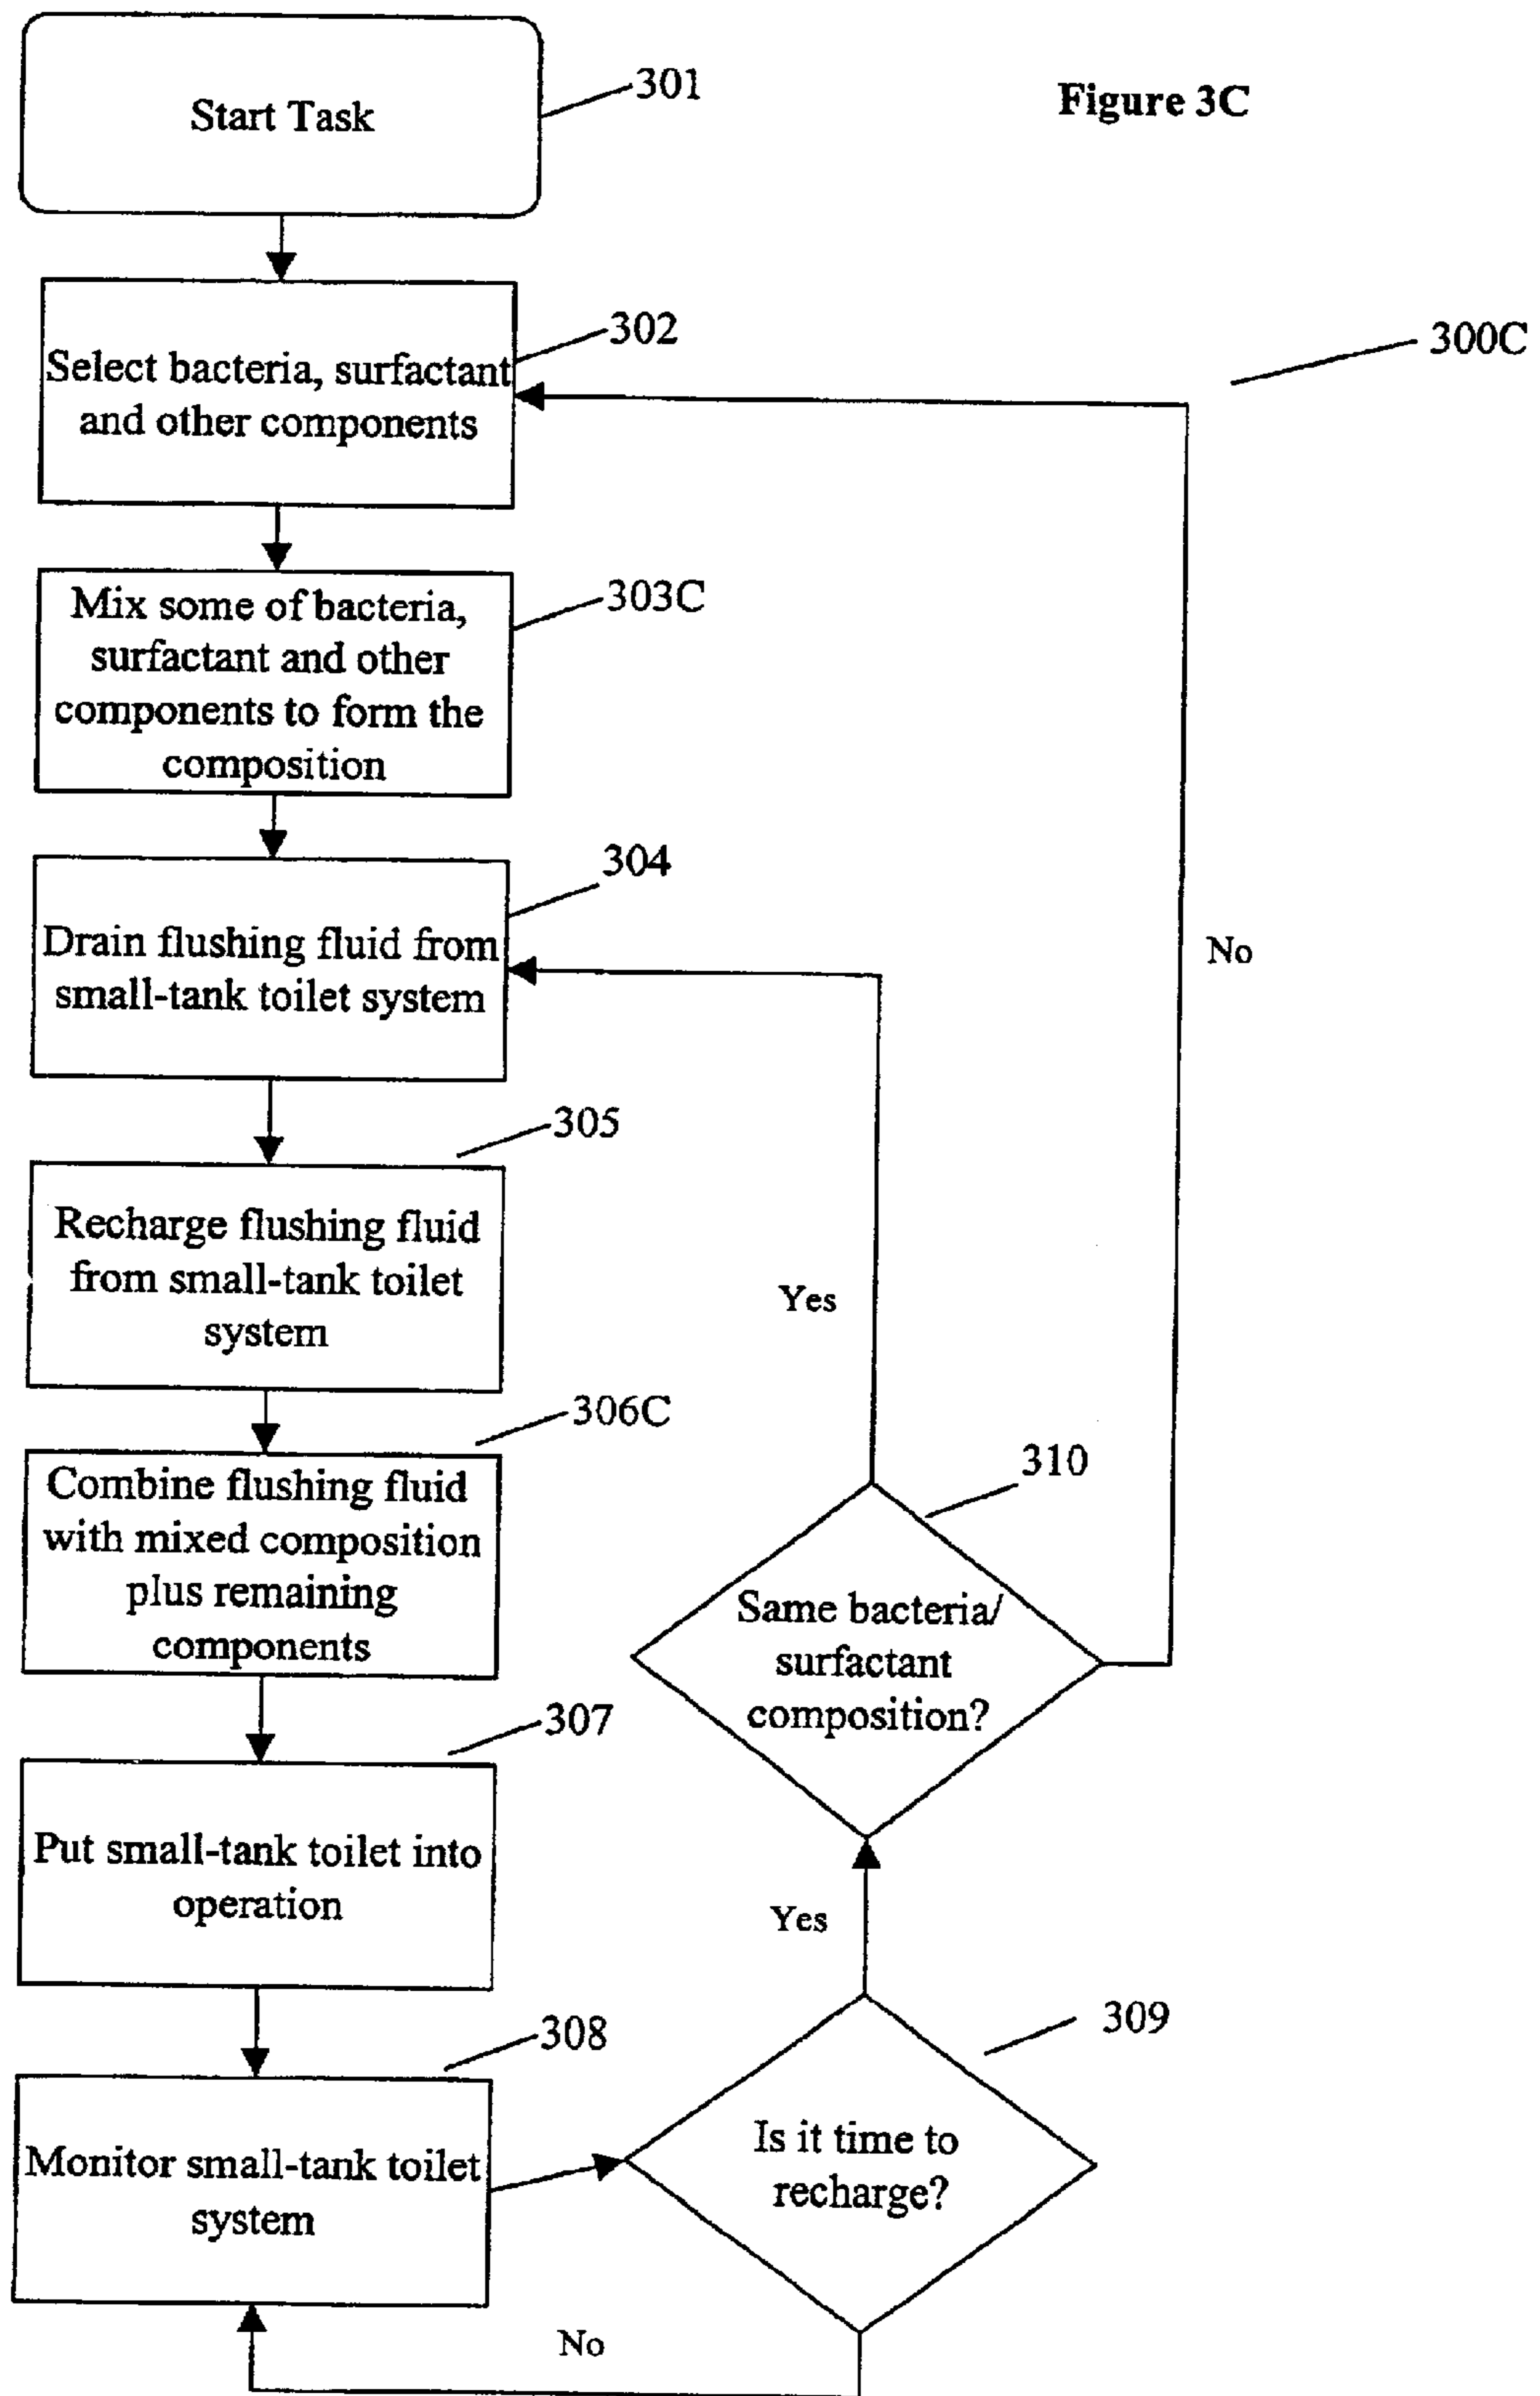 Start Task
301
Figure 3C
302
Select bacteria, surfactant
and other components
300C
303C
Mix some of bacteria,
surfactant and other
components to form the
composition
304
Drain flushing fluid from
small-tank toilet system
No
305
Recharge flushing fluid
from small-tank toilet
system
Yes
306C
Combine flushing fluid
with mixed composition
plus remaining
components
310
Same bacteria/
surfactant
composition?
307
Put small-tank toilet into
operation
Yes
308
Monitor small-tank toilet
system
309
Is it time to
recharge?
No